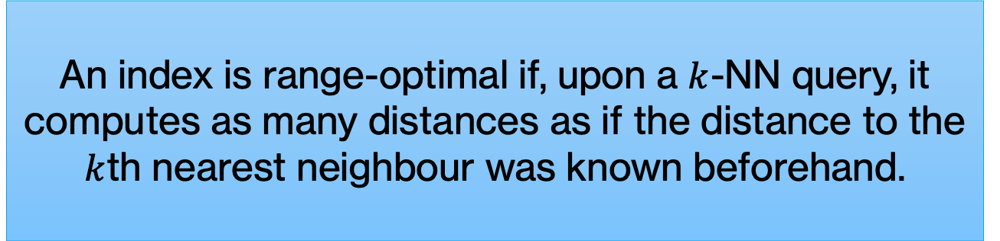 An index is range-optimal if, upon a k-NN query, it
computes as many distances as if the distance to the
kth nearest neighbour was known beforehand.